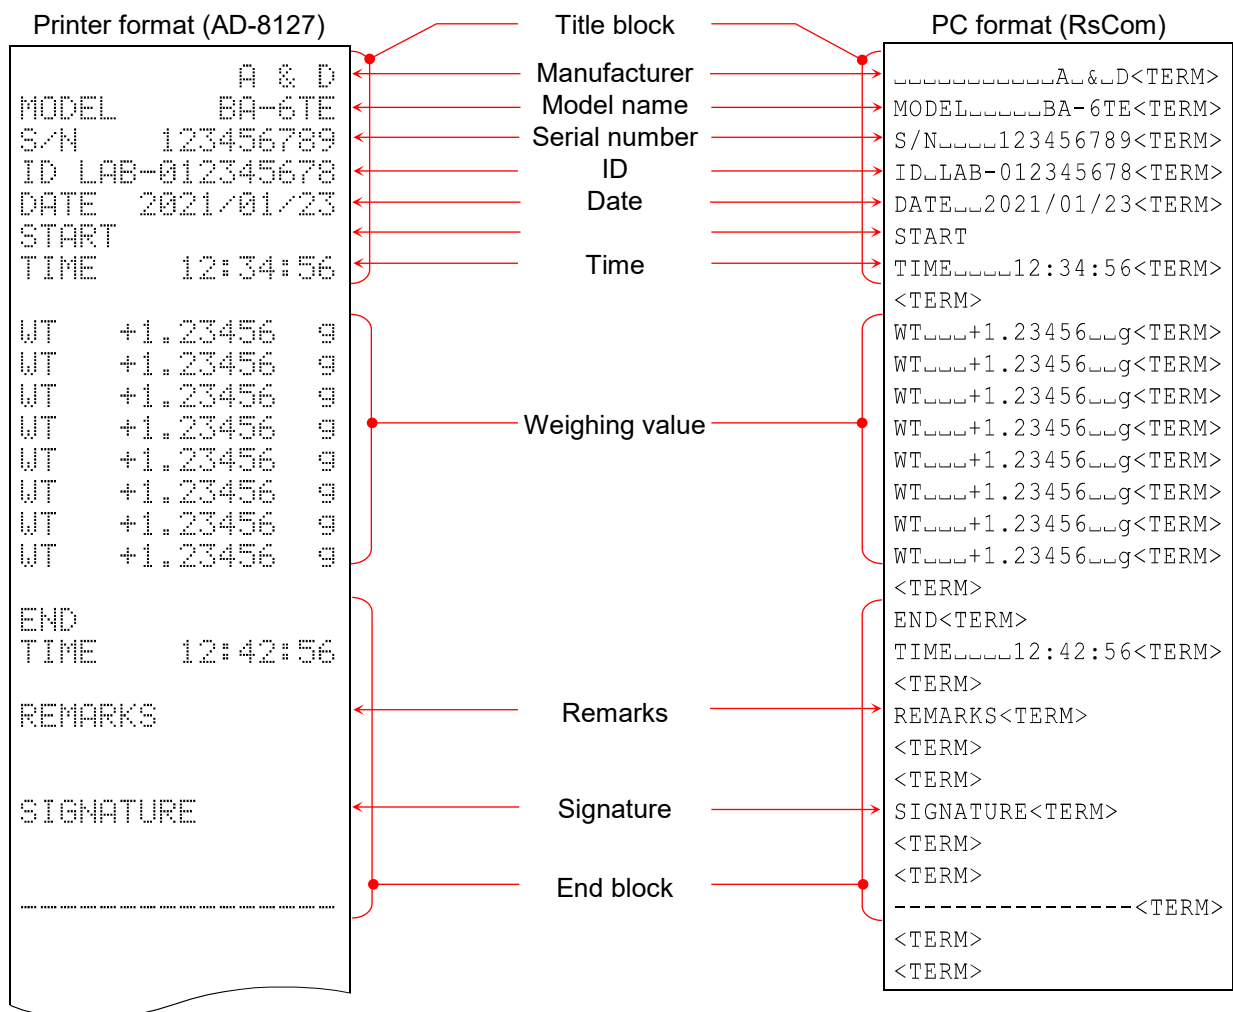 Printer format (AD-8127)
A & D
MODEL BA-6TE
S/N 123456789
ID LAB-012345678
DATE 2021/01/23
START
TIME 12:34:56
WT +1.23456 g
WT +1.23456 g
WT +1.23456 g
WT +1.23456 g
WT +1.23456 g
WT +1.23456 g
WT +1.23456 g
WT +1.23456 g
END
TIME 12:42:56
REMARKS
SIGNATURE
----------------
Title block
Manufacturer
Model name
Serial number
ID
Date
Time
Weighing value
Remarks
Signature
End block
PC format (RsCom)
␣␣␣␣␣␣␣␣␣␣␣A␣&␣D<TERM>
MODEL␣␣␣␣␣BA-6TE<TERM>
S/N␣␣␣␣123456789<TERM>
ID␣LAB-012345678<TERM>
DATE␣␣2021/01/23<TERM>
START
TIME␣␣␣␣12:34:56<TERM>
<TERM>
WT␣␣␣+1.23456␣␣g<TERM>
WT␣␣␣+1.23456␣␣g<TERM>
WT␣␣␣+1.23456␣␣g<TERM>
WT␣␣␣+1.23456␣␣g<TERM>
WT␣␣␣+1.23456␣␣g<TERM>
WT␣␣␣+1.23456␣␣g<TERM>
WT␣␣␣+1.23456␣␣g<TERM>
WT␣␣␣+1.23456␣␣g<TERM>
<TERM>
END<TERM>
TIME␣␣␣␣12:42:56<TERM>
<TERM>
REMARKS<TERM>
<TERM>
<TERM>
SIGNATURE<TERM>
<TERM>
<TERM>
----------------<TERM>
<TERM>
<TERM>